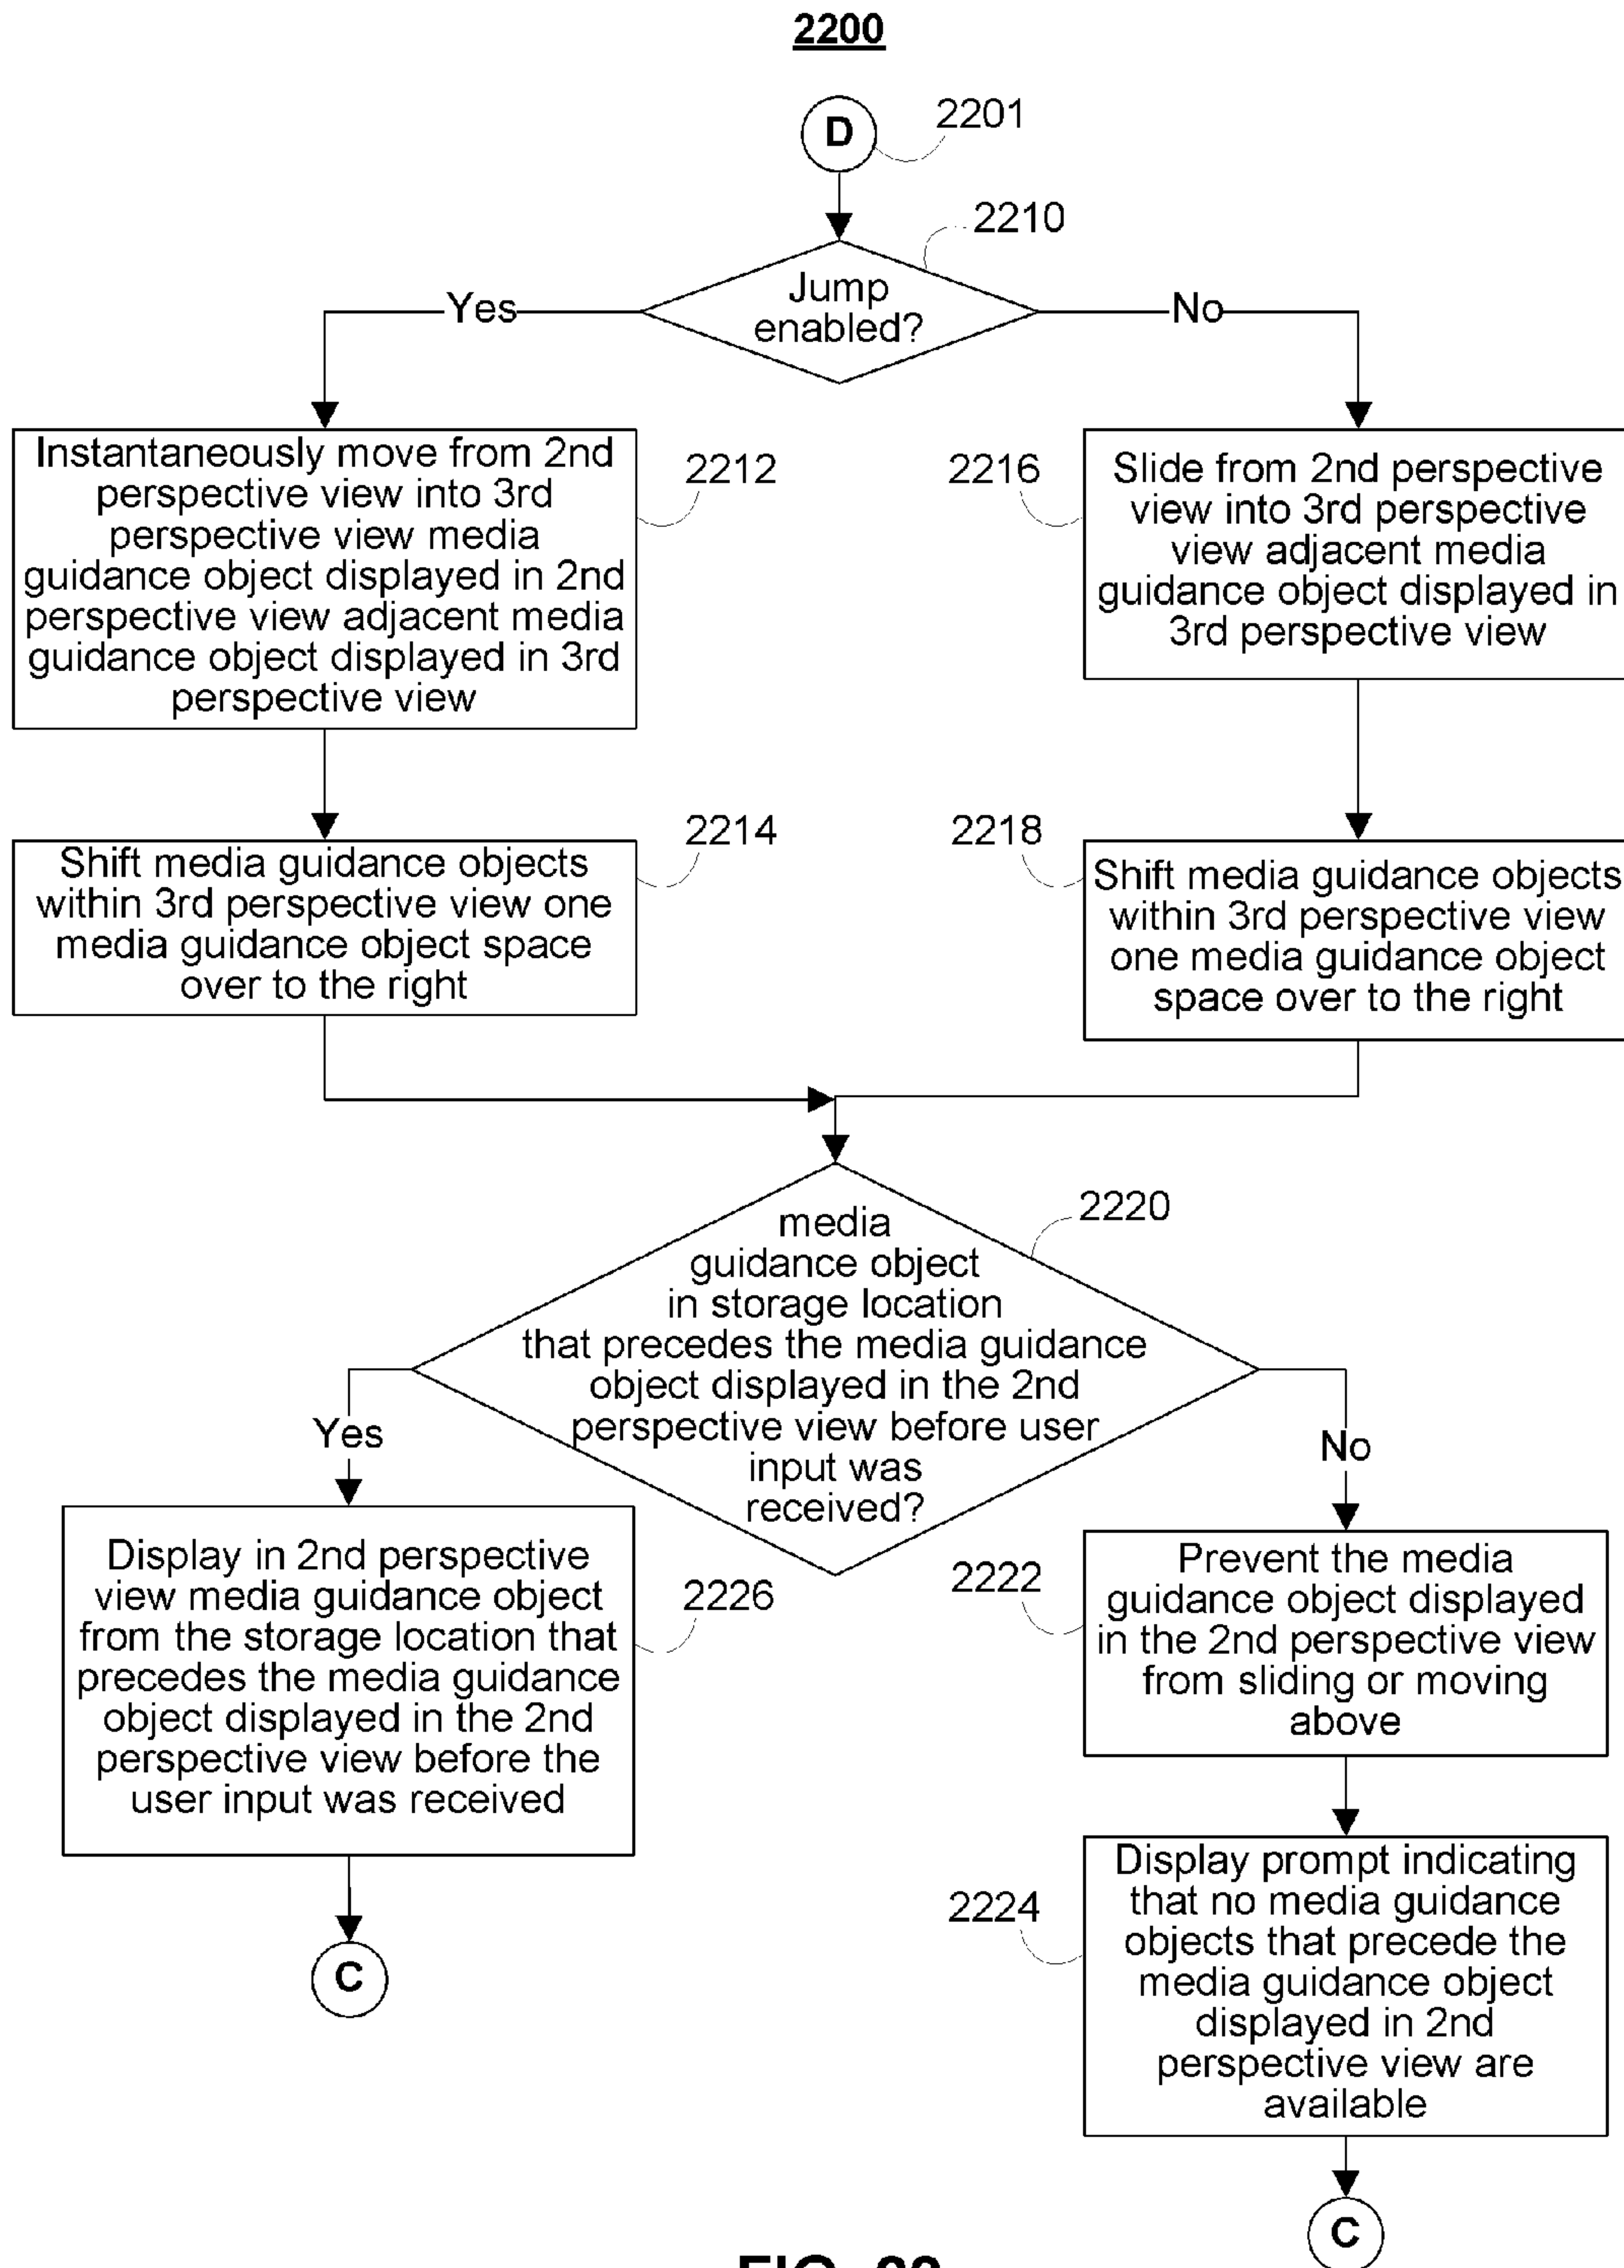 2200
D
2201
2210
Jump
enabled?
Yes
No
Instantaneously move from 2nd
perspective view into 3rd
perspective view media
guidance object displayed in 2nd
perspective view adjacent media
guidance object displayed in 3rd
perspective view
2212
2216
Slide from 2nd perspective
view into 3rd perspective
view adjacent media
guidance object displayed in
3rd perspective view
Shift media guidance objects
within 3rd perspective view one
media guidance object space
over to the right
2214
2218
Shift media guidance objects
within 3rd perspective view
one media guidance object
space over to the right
media
guidance object
in storage location
that precedes the media guidance
object displayed in the 2nd
perspective view before user
input was
received?
2220
Yes
No
Display in 2nd perspective
view media guidance object
from the storage location that
precedes the media guidance
object displayed in the 2nd
perspective view before the
user input was received
2226
2222
Prevent the media
guidance object displayed
in the 2nd perspective view
from sliding or moving
above
C
2224
Display prompt indicating
that no media guidance
objects that precede the
media guidance object
displayed in 2nd
perspective view are
available
C